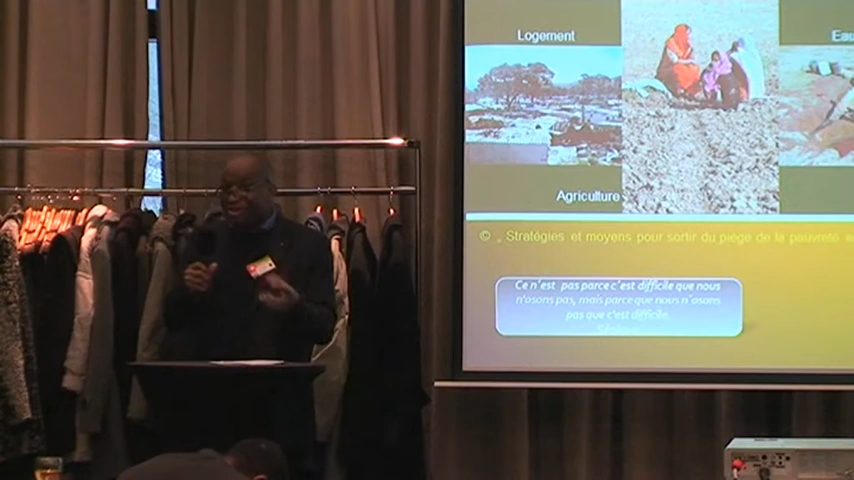 Logement
Eau
Agriculture
© „ Stratégies et moyens pour sortir du piège de la pauvreté e
Ce n'est pas parce c'est difficile que nous
n'osons pas, mais parce que nous n'osons
pas que c'est difficile.